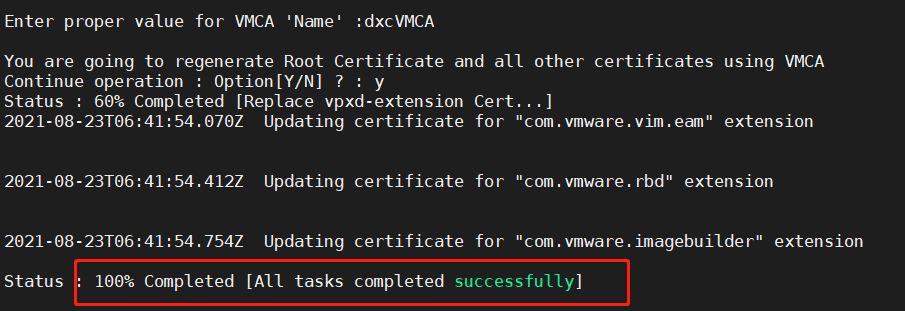 Enter proper value for VMCA 'Name' :dxcVMCA
You are going to regenerate Root Certificate and all other certificates using VMCA
Continue operation : Option[Y/N] ? : y
Status : 60% Completed [Replace vpxd-extension Cert...]
2021-08-23T06:41:54.070Z  Updating certificate for "com.vmware.vim.eam" extension
2021-08-23T06:41:54.412Z  Updating certificate for "com.vmware.rbd" extension
2021-08-23T06:41:54.754Z  Updating certificate for "com.vmware.imagebuilder" extension
Status : 100% Completed [All tasks completed successfully]